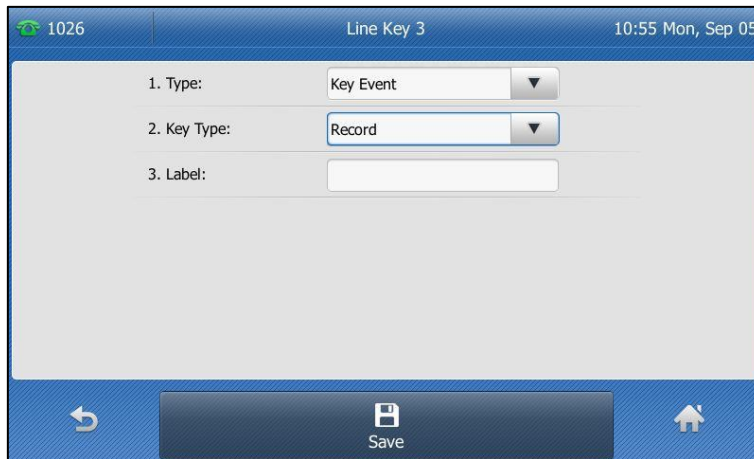 1026 Line Key 3 10:55 Mon, Sep 05
1. Type: Key Event
2. Key Type: Record
3. Label:
Save